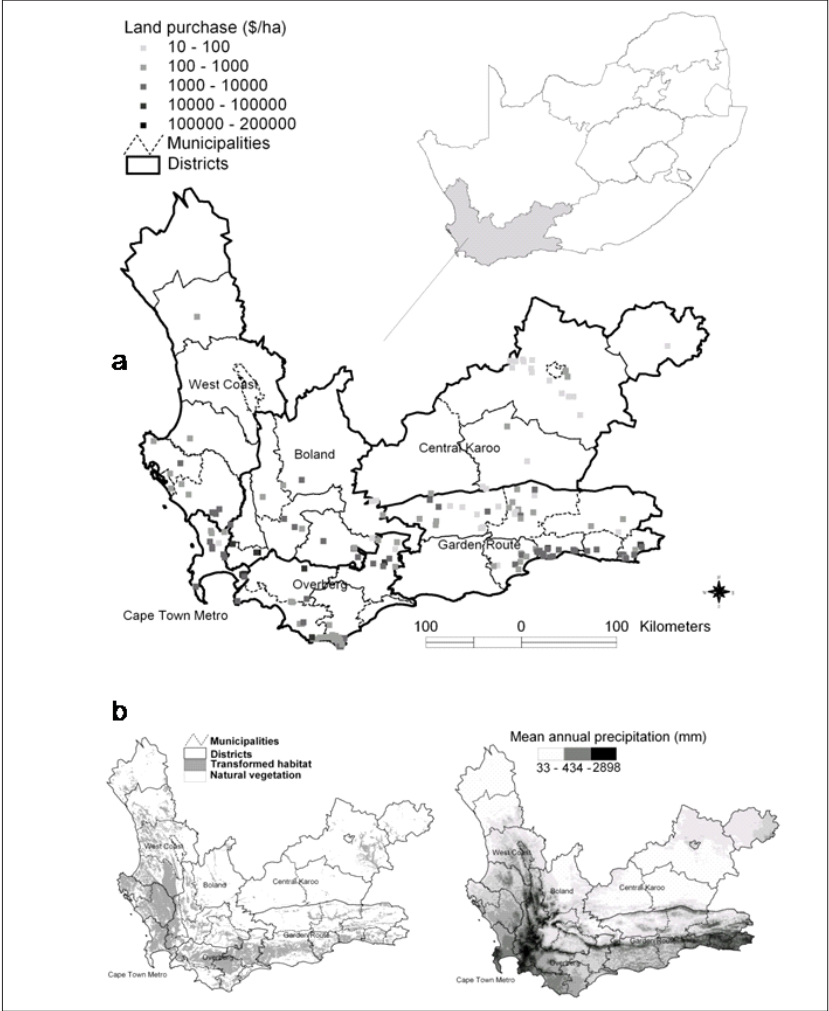 Land purchase ($/ha)
10 - 100
100 - 1000
1000 - 10000
10000 - 100000
100000 - 200000
Municipalities
Districts
a
West Coast
Boland
Central Karoo
Garden Route
Overberg
Cape Town Metro
100 0 100 Kilometers
b
Municipalities
Districts
Transformed habitat
Natural vegetation
West Coast
Boland
Central Karoo
Garden Route
Overberg
Cape Town Metro
Mean annual precipitation (mm)
33 - 434 - 2898
West Coast
Boland
Central Karoo
Garden Route
Overberg
Cape Town Metro